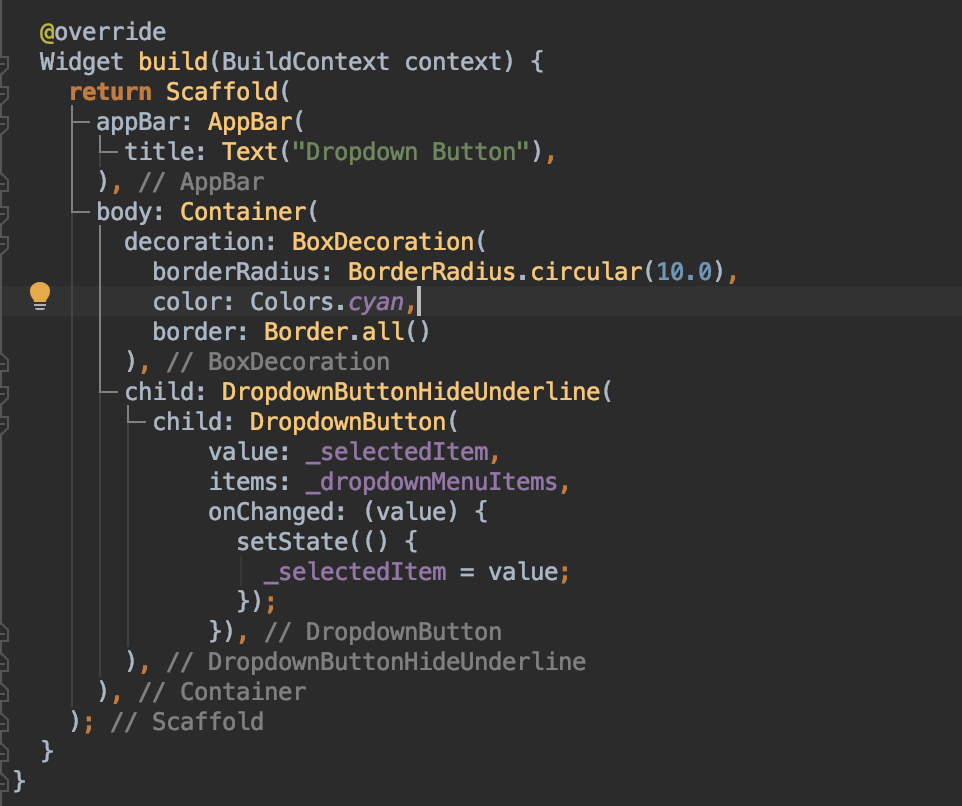 @override
Widget build(BuildContext context) {
return Scaffold(
appBar: AppBar(
title: Text("Dropdown Button"),
), // AppBar
body: Container(
decoration: BoxDecoration(
borderRadius: BorderRadius.circular(10.0),
color: Colors.cyan,
border: Border.all()
), // BoxDecoration
child: DropdownButtonHideUnderline(
child: DropdownButton(
value: _selectedItem,
items: _dropdownMenuItems,
onChanged: (value) {
setState(() {
_selectedItem = value;
});
}), // DropdownButton
), // DropdownButtonHideUnderline
), // Container
); // Scaffold
}
}